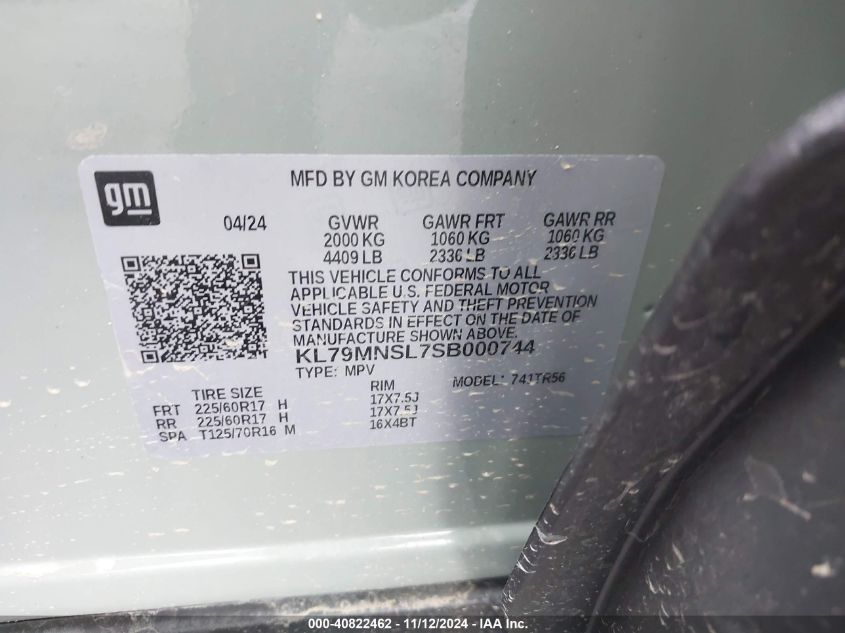 gm
MFD BY GM KOREA COMPANY
04/24 GVWR GAWR FRT GAWR RR
2000 KG 1060 KG 1060 KG
4409 LB 2336 LB 2336 LB
THIS VEHICLE CONFORMS TO ALL
APPLICABLE U.S. FEDERAL MOTOR
VEHICLE SAFETY AND THEFT PREVENTION
STANDARDS IN EFFECT ON THE DATE OF
MANUFACTURE SHOWN ABOVE.
KL79MNSL7SB000744
TYPE: MPV MODEL: 741TR56
TIRE SIZE RIM
FRT 225/60R17 H 17X7.5J
RR 225/60R17 H 17X7.5J
SPA T125/70R16 M 16X4BT
000-40822462 - 11/12/2024 - IAA Inc.